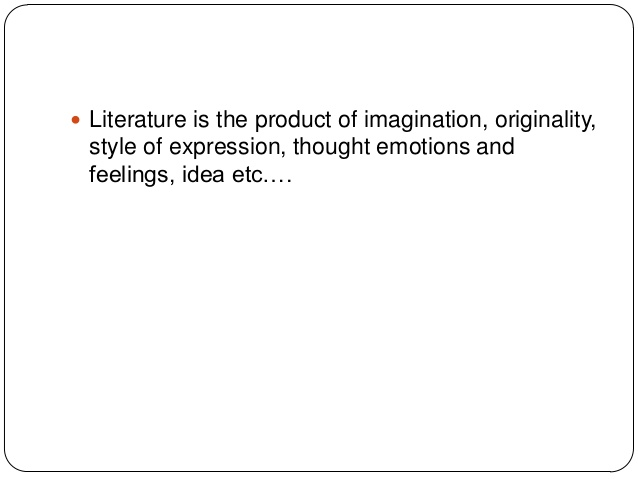 Literature is the product of imagination, originality,
style of expression, thought emotions and
feelings, idea etc….